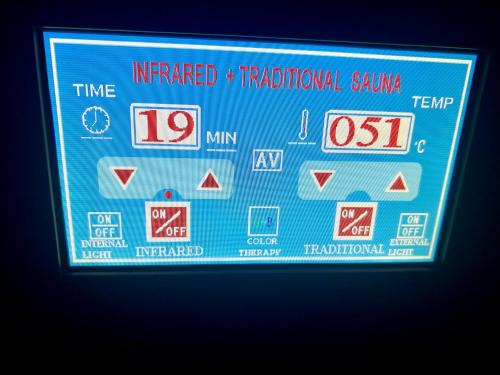 INFRARED + TRADITIONAL SAUNA
TIME
TEMP
19 MIN
051 °C
AV
ON
OFF
INTERNAL
LIGHT
ON/OFF
INFRARED
COLOR
THERAPY
ON/OFF
TRADITIONAL
ON
OFF
EXTERNAL
LIGHT